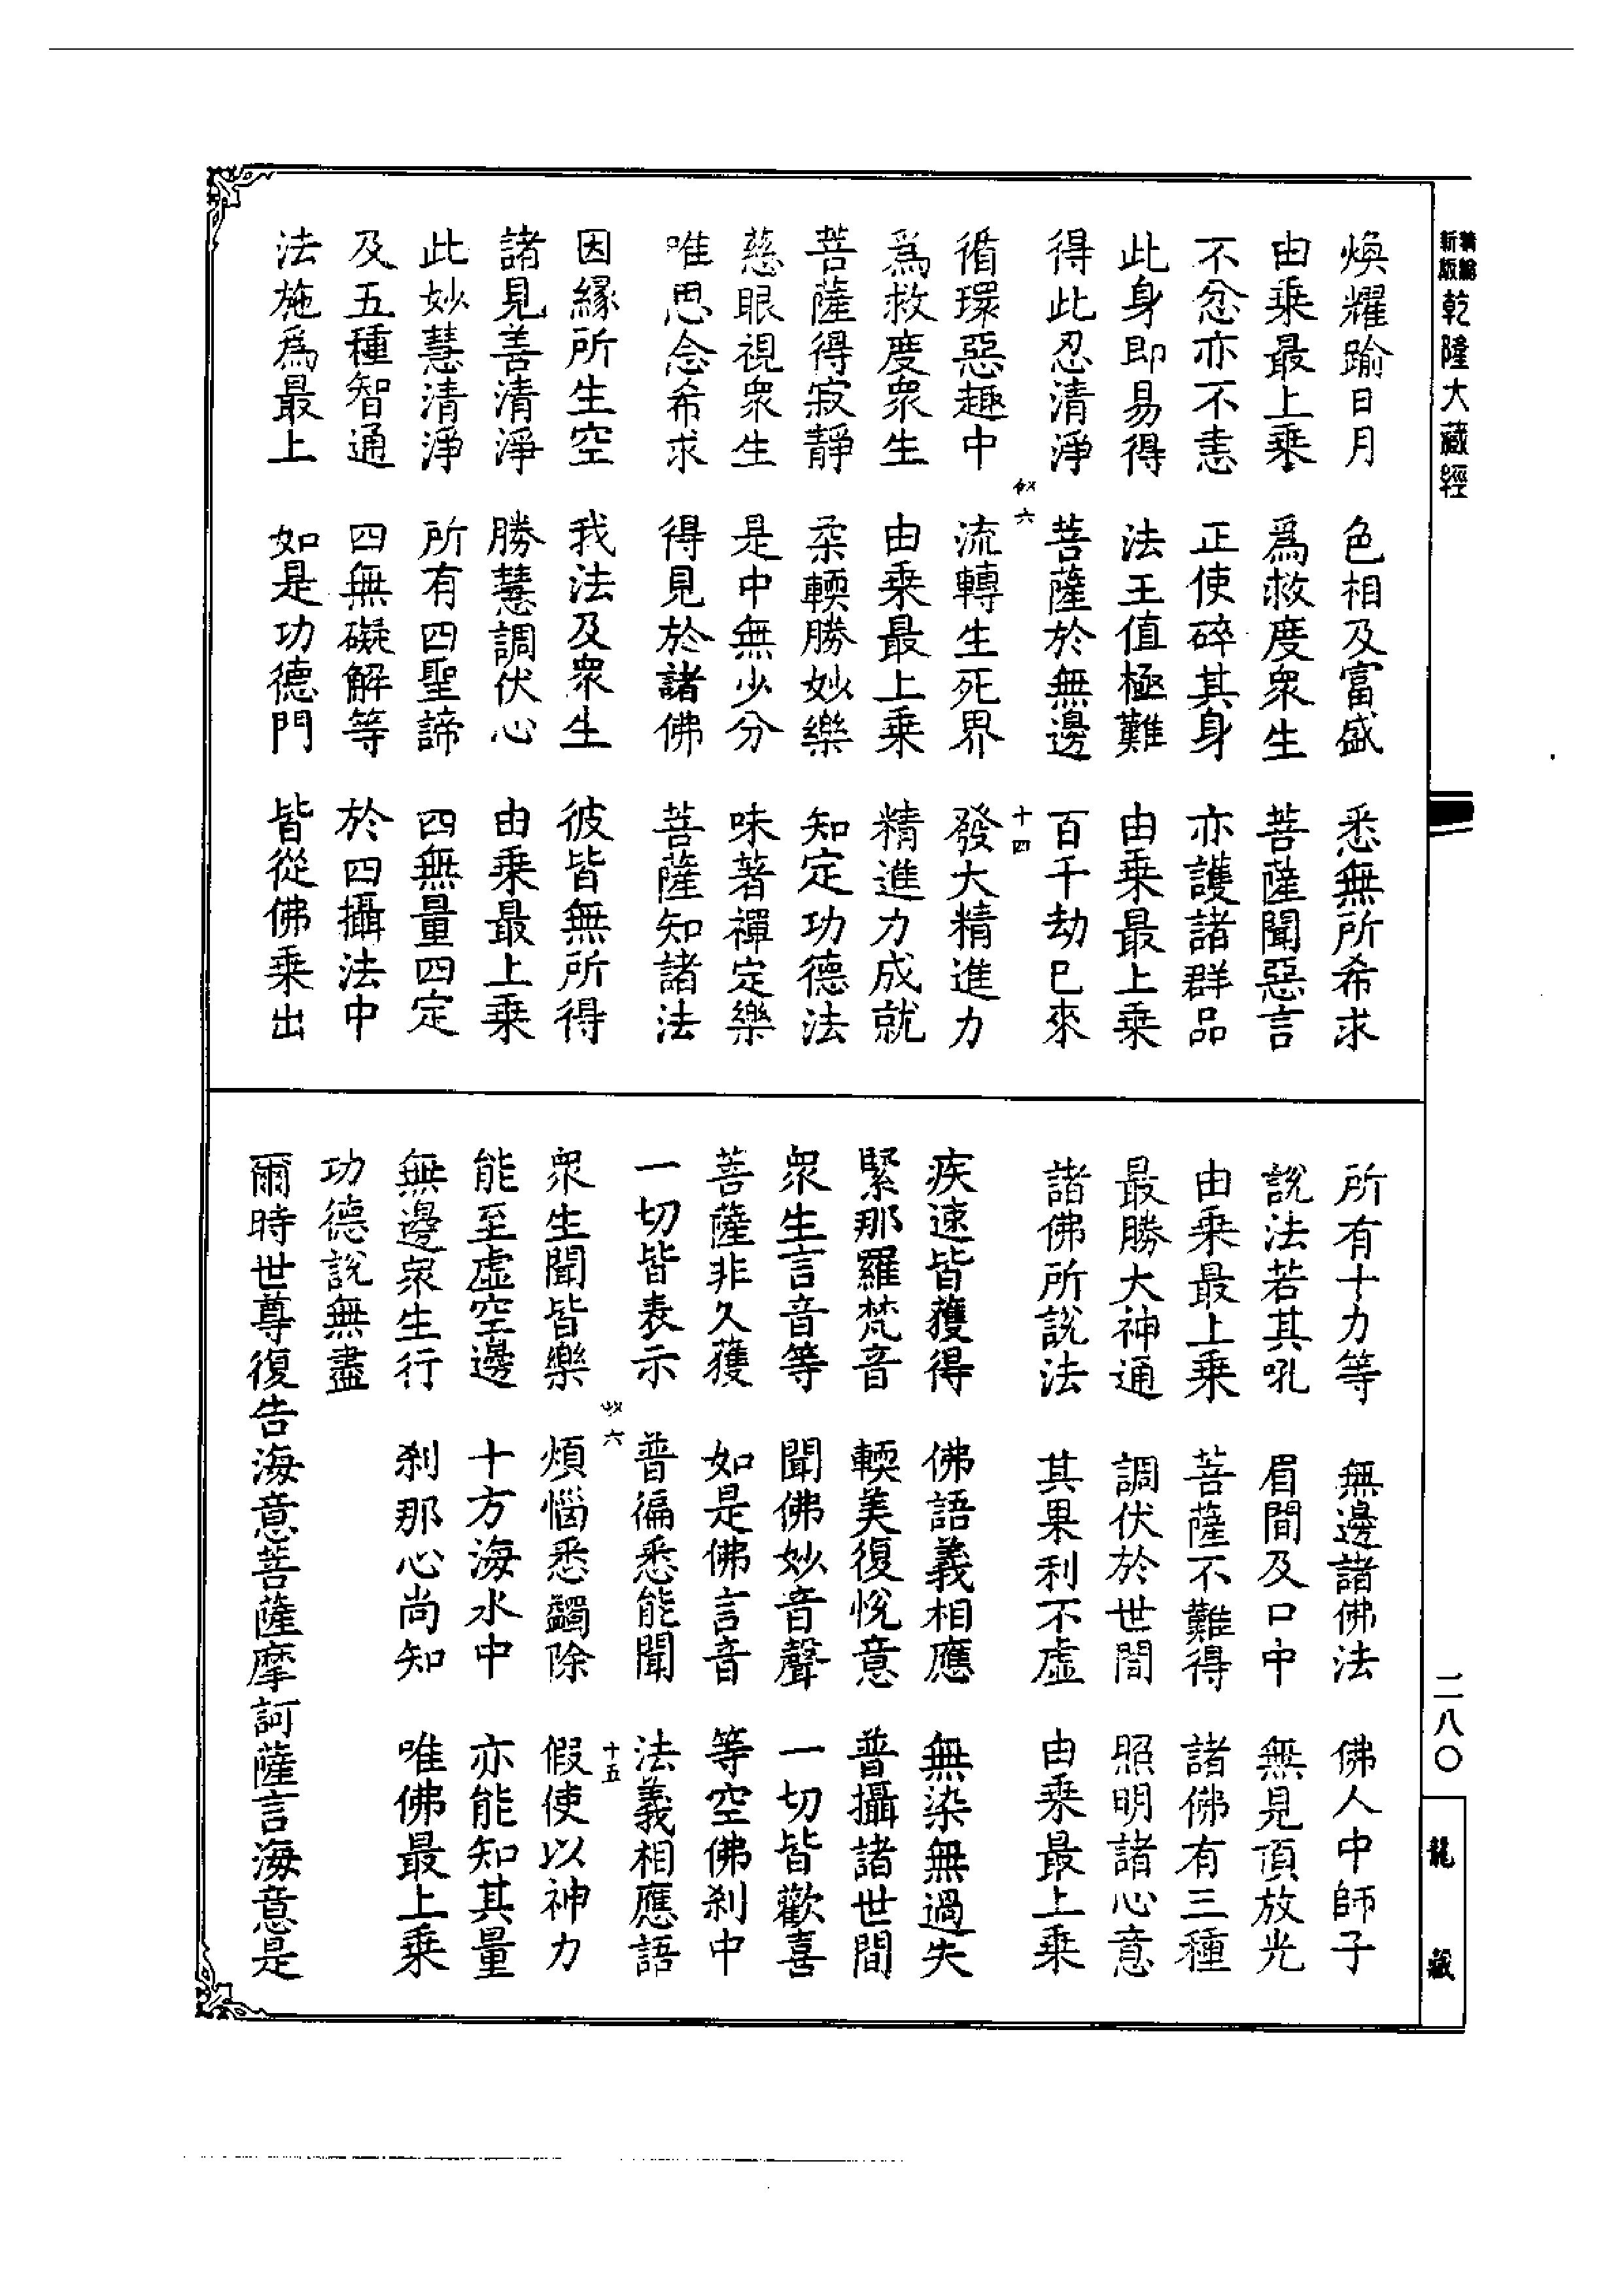 新版
精縮
乾隆大藏經
煥耀踰日月　色相及富盛　悉無所希求
由乘最上乘　爲救度衆生　菩薩聞惡言
不忿亦不恚　正使碎其身　亦護諸群品
此身即易得　法王值極難　由乘最上乘
得此忍清淨　菩薩於無邊　百千劫已來
六　十四
循環惡趣中　流轉生死界　發大精進力
爲救度衆生　由乘最上乘　精進力成就
菩薩得寂靜　柔輭勝妙樂　知定功德法
慈眼視衆生　是中無少分　味著禪定樂
唯思念希求　得見於諸佛　菩薩知諸法
因緣所生空　我法及衆生　彼皆無所得
諸見善清淨　勝慧調伏心　由乘最上乘
此妙慧清淨　所有四聖諦　四無量四定
及五種智通　四無礙解等　於四攝法中
法施爲最上　如是功德門　皆從佛乘出
所有十力等　無邊諸佛法　佛人中師子
說法若其吼　眉間及口中　無見頂放光
由乘最上乘　菩薩不難得　諸佛有三種
最勝大神通　調伏於世間　照明諸心意
諸佛所說法　其果利不虛　由乘最上乘
疾速皆獲得　佛語義相應　無染無過失
緊那羅梵音　輭美復悅意　普攝諸世間
衆生言音等　聞佛妙音聲　一切皆歡喜
菩薩非久獲　如是佛言音　等空佛刹中
一切皆表示　普徧悉能聞　法義相應語
六　十五
衆生聞皆樂　煩惱悉蠲除　假使以神力
能至虛空邊　十方海水中　亦能知其量
無邊衆生行　刹那心尚知　唯佛最上乘
功德說無盡
爾時世尊復告海意菩薩摩訶薩言海意是
二八〇
龍藏